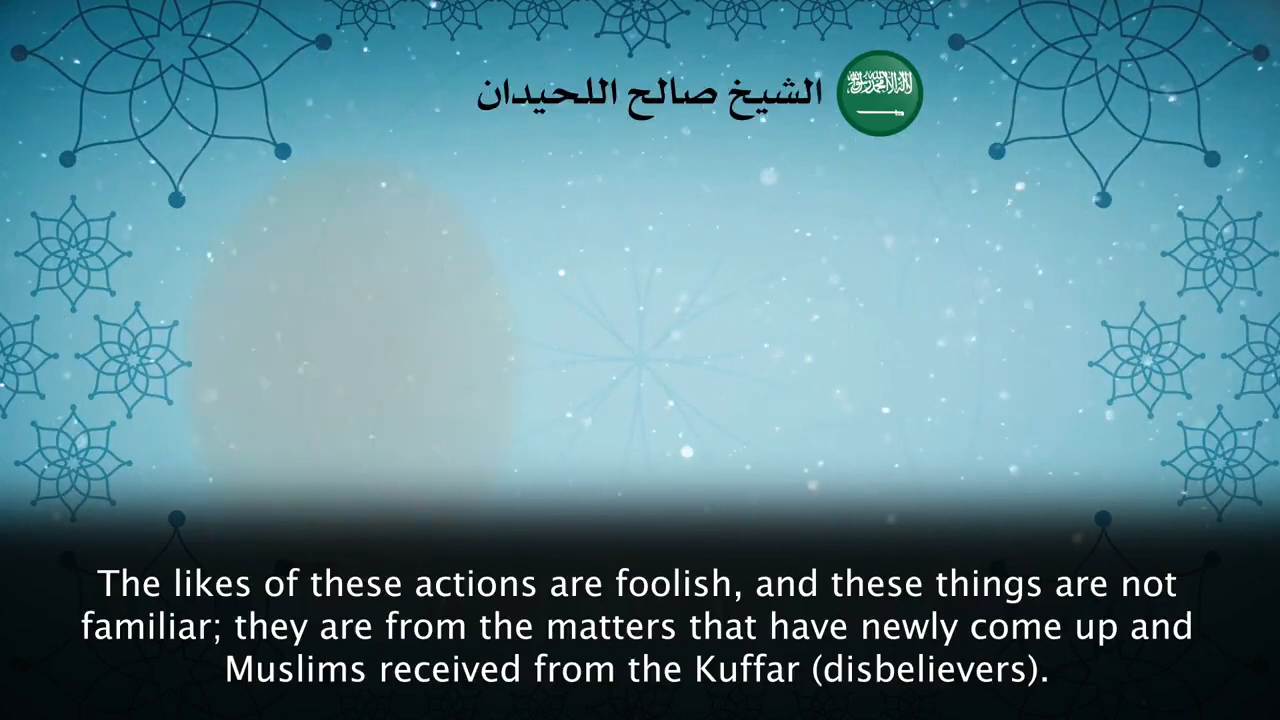 الشيخ صالح اللحيدان
The likes of these actions are foolish, and these things are not
familiar; they are from the matters that have newly come up and
Muslims received from the Kuffar (disbelievers).